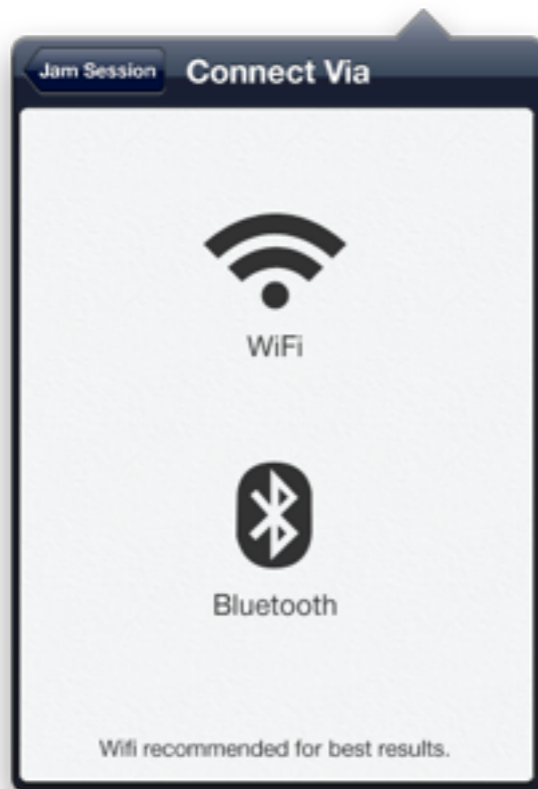 Jam Session
Connect Via
WiFi
Bluetooth
Wifi recommended for best results.